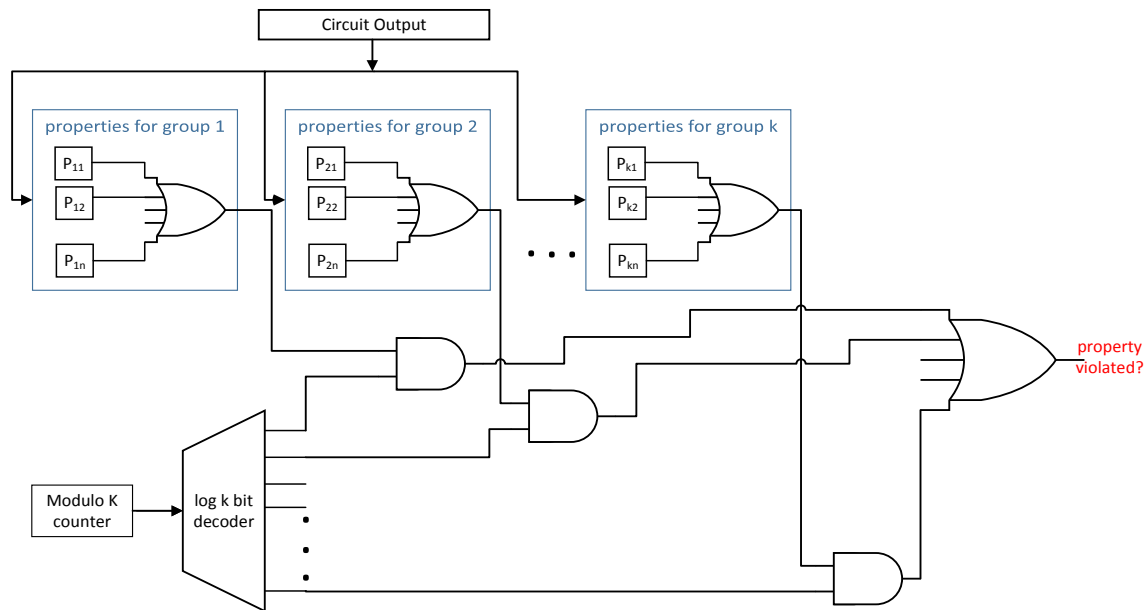 Circuit Output
properties for group 1
properties for group 2
properties for group k
P11
P12
P1n
P21
P22
P2n
Pk1
Pk2
Pkn
property
violated?
Modulo K
counter
log k bit
decoder